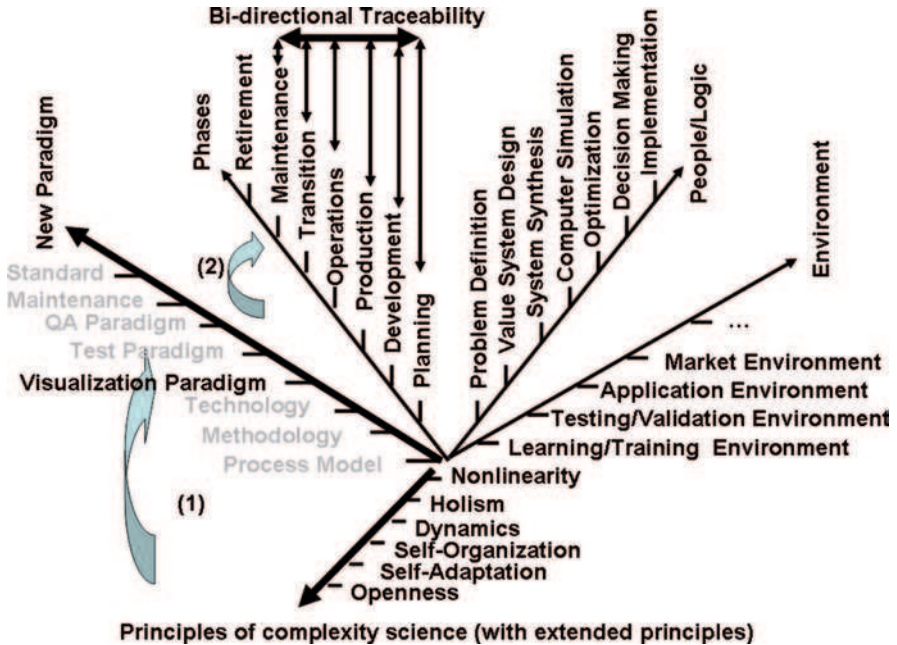 Bi-directional Traceability
New Paradigm
Phases
Retirement
Maintenance
Transition
Operations
Production
Development
Planning
Problem Definition
Value System Design
System Synthesis
Computer Simulation
Optimization
Decision Making
Implementation
People/Logic
Environment
(2)
Standard
Maintenance
QA Paradigm
Test Paradigm
Visualization Paradigm
Technology
Methodology
Process Model
...
Market Environment
Application Environment
Testing/Validation Environment
Learning/Training Environment
(1)
Nonlinearity
Holism
Dynamics
Self-Organization
Self-Adaptation
Openness
Principles of complexity science (with extended principles)